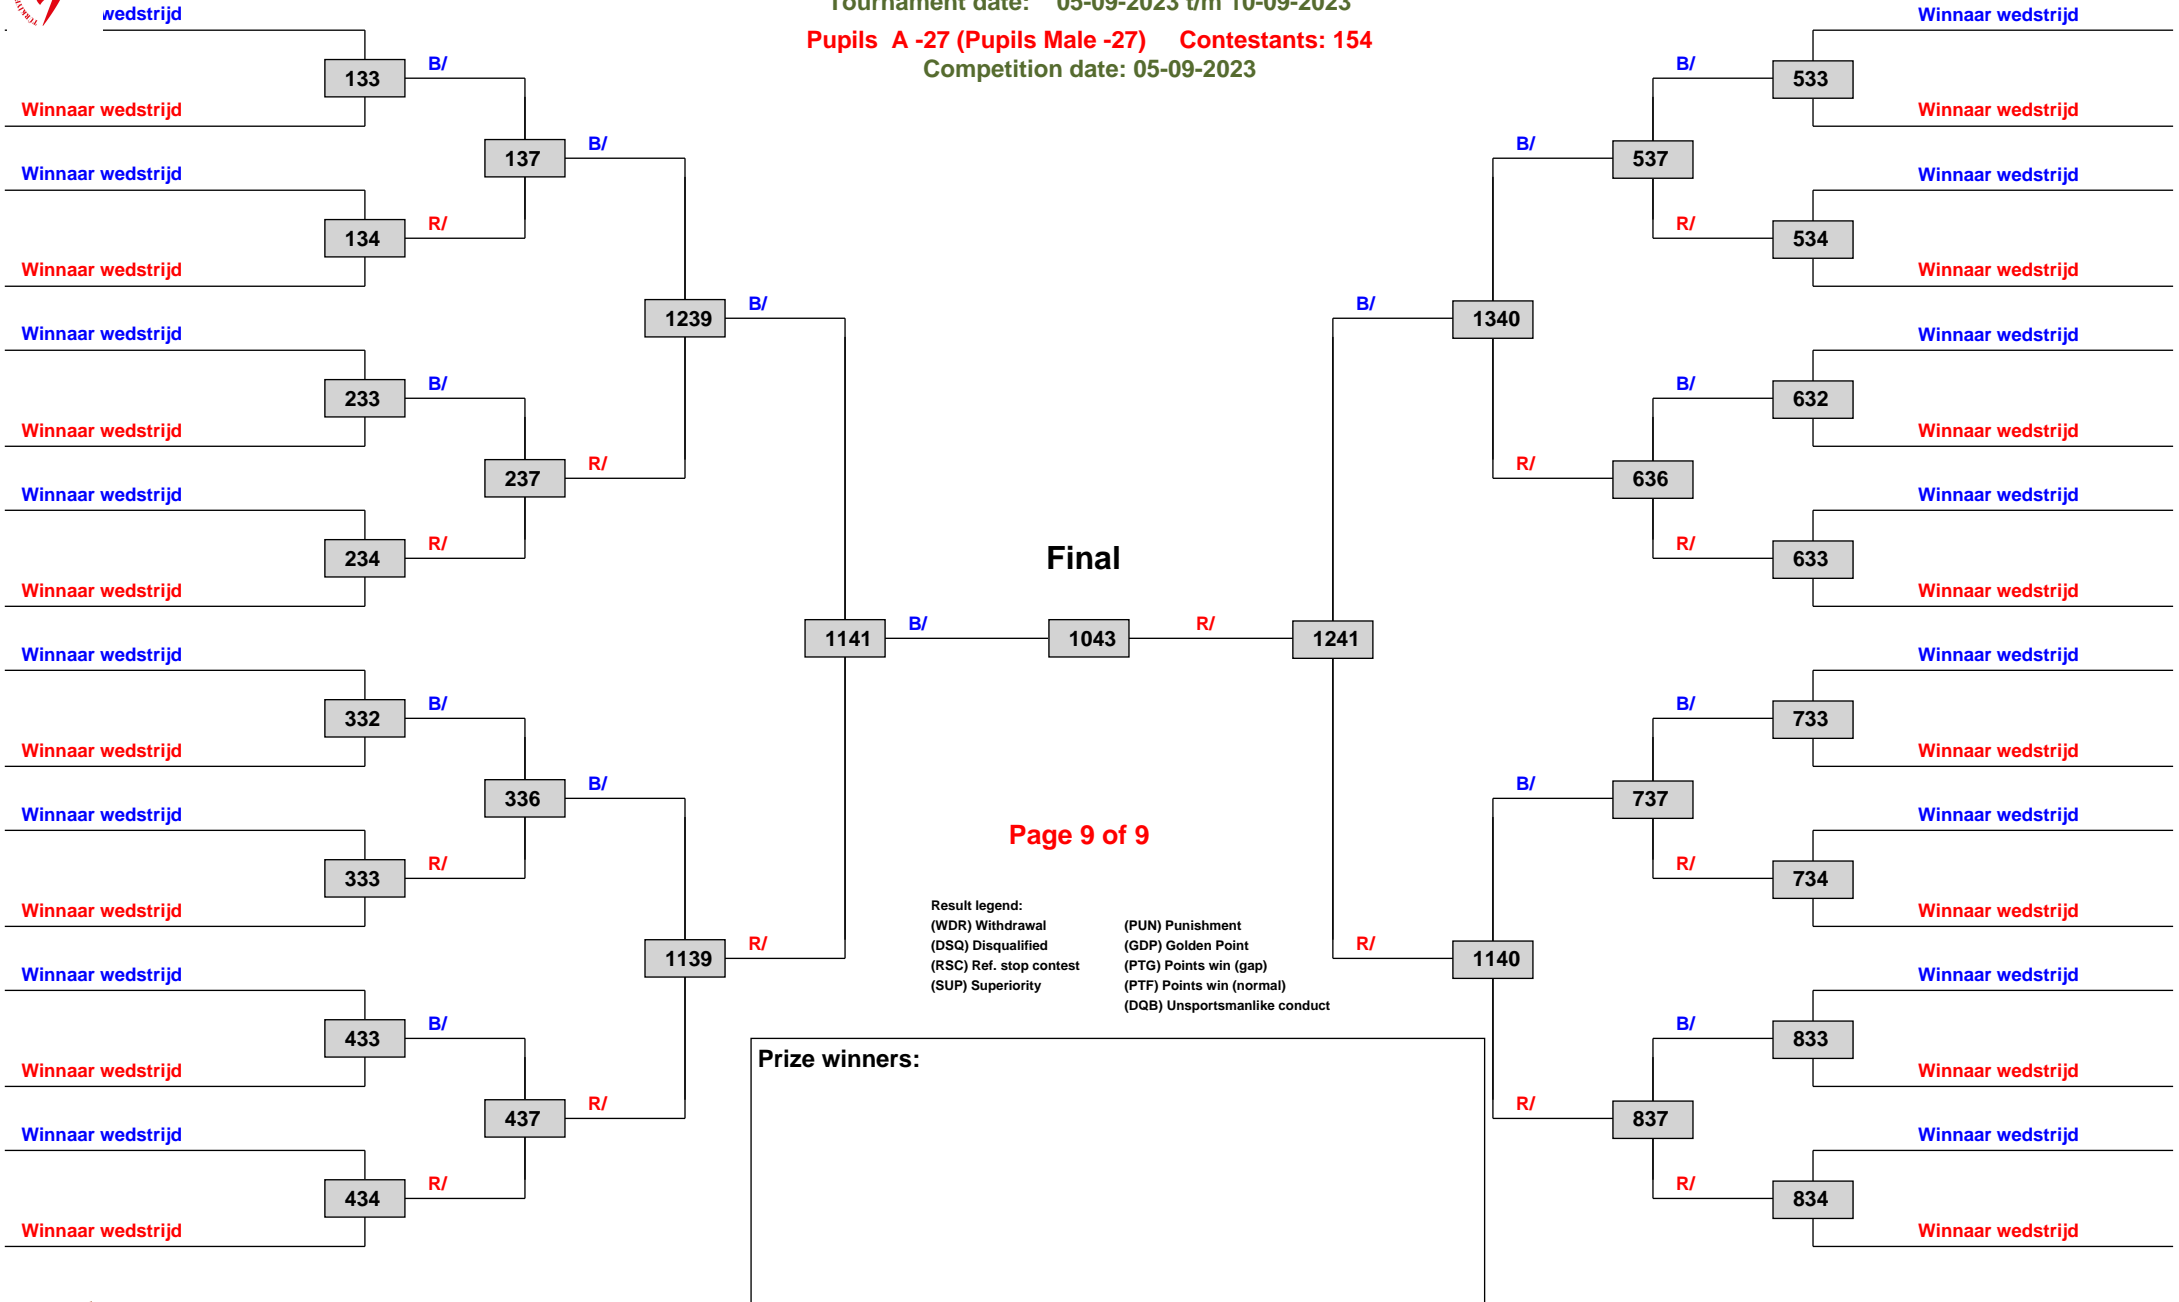 wedstrijd
Tournament date: 05-09-2023 t/m 10-09-2023
Winnaar wedstrijd
Pupils A -27 (Pupils Male -27) Contestants: 154
Competition date: 05-09-2023
B/
133
B/
533
Winnaar wedstrijd
Winnaar wedstrijd
B/
137
B/
537
Winnaar wedstrijd
Winnaar wedstrijd
R/
134
R/
534
Winnaar wedstrijd
Winnaar wedstrijd
B/
1239
B/
1340
Winnaar wedstrijd
Winnaar wedstrijd
B/
233
B/
632
Winnaar wedstrijd
Winnaar wedstrijd
R/
237
R/
636
Winnaar wedstrijd
Winnaar wedstrijd
R/
234
Final
R/
633
Winnaar wedstrijd
Winnaar wedstrijd
1141
B/
1043
R/
1241
Winnaar wedstrijd
Winnaar wedstrijd
B/
332
B/
733
Winnaar wedstrijd
Winnaar wedstrijd
B/
336
B/
737
Winnaar wedstrijd
Winnaar wedstrijd
Page 9 of 9
R/
333
R/
734
Winnaar wedstrijd
Winnaar wedstrijd
Result legend:
(WDR) Withdrawal
(DSQ) Disqualified
(RSC) Ref. stop contest
(SUP) Superiority
(PUN) Punishment
(GDP) Golden Point
(PTG) Points win (gap)
(PTF) Points win (normal)
(DQB) Unsportsmanlike conduct
R/
1139
R/
1140
Winnaar wedstrijd
Winnaar wedstrijd
B/
433
B/
833
Winnaar wedstrijd
Winnaar wedstrijd
Prize winners:
R/
437
R/
837
Winnaar wedstrijd
Winnaar wedstrijd
R/
434
R/
834
Winnaar wedstrijd
Winnaar wedstrijd